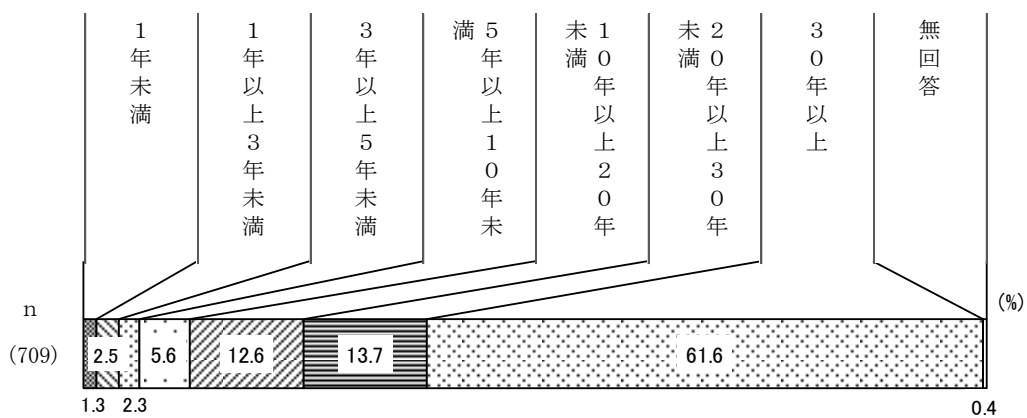 1年未満
1年以上3年未満
3年以上5年未満
5年以上10年未
満
10年以上20年
未満
20年以上30年
未満
30年以上
無回答
n
(%)
(709)
2.5
5.6
12.6
13.7
61.6
1.3
2.3
0.4